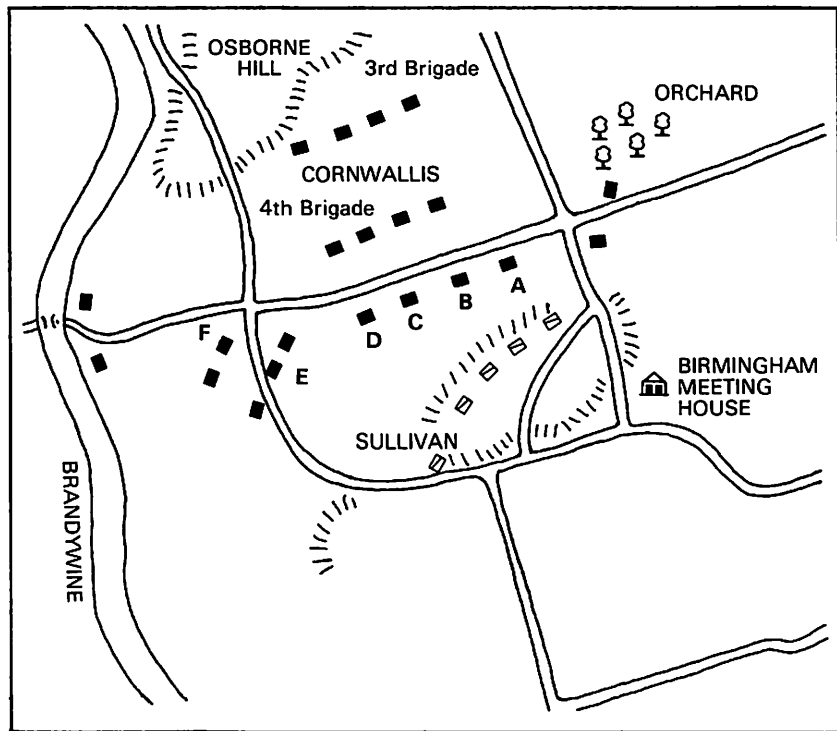 OSBORNE
HILL
3rd Brigade
ORCHARD
CORNWALLIS
4th Brigade
A
B
C
D
F
E
BIRMINGHAM
MEETING
HOUSE
SULLIVAN
BRANDYWINE